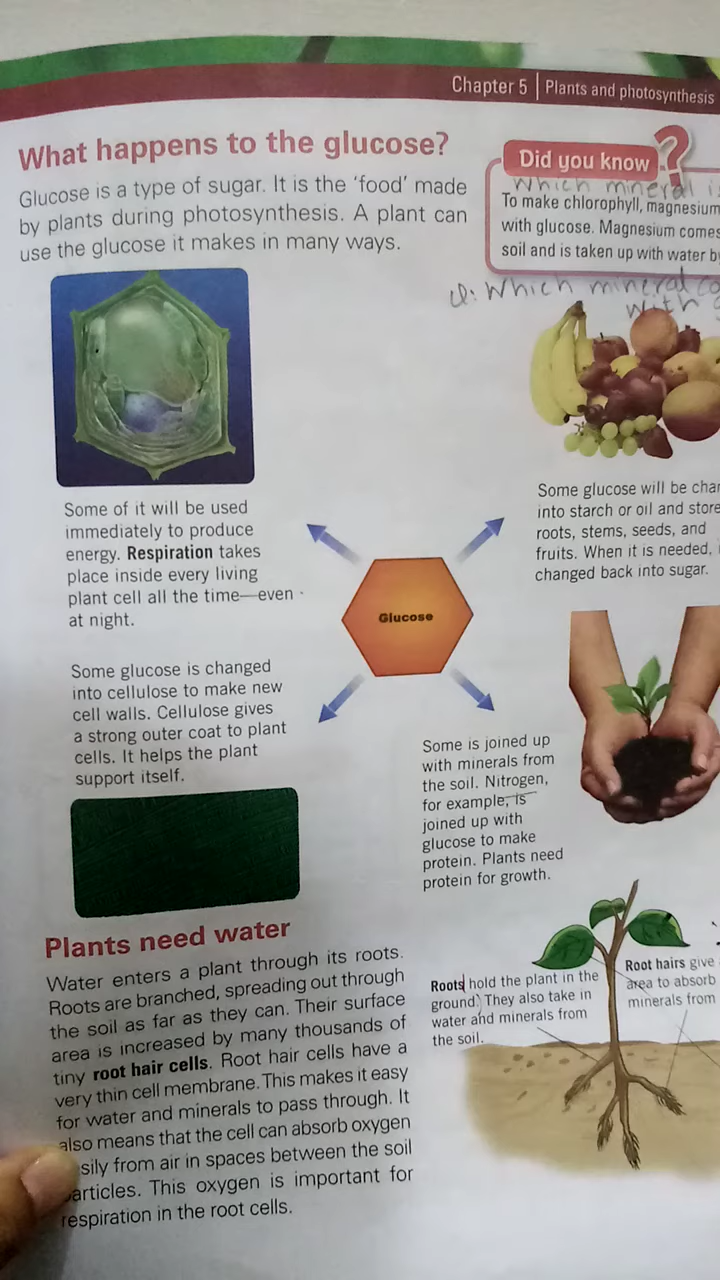 Chapter 5 | Plants and photosynthesis
What happens to the glucose?
Glucose is a type of sugar. It is the ‘food’ made
by plants during photosynthesis. A plant can
use the glucose it makes in many ways.
Did you know ?
Which mineral
To make chlorophyll, magnesium
with glucose. Magnesium comes
soil and is taken up with water
Q: Which mineral
with
Some of it will be used
immediately to produce
energy. Respiration takes
place inside every living
plant cell all the time—even
at night.
Some glucose will be
into starch or oil and
roots, stems, seeds, and
fruits. When it is needed,
changed back into sugar.
Glucose
Some glucose is changed
into cellulose to make new
cell walls. Cellulose gives
a strong outer coat to plant
cells. It helps the plant
support itself.
Some is joined up
with minerals from
the soil. Nitrogen,
for example, is
joined up with
glucose to make
protein. Plants need
protein for growth.
Plants need water
Water enters a plant through its roots.
Roots are branched, spreading out through
the soil as far as they can. Their surface
area is increased by many thousands of
tiny root hair cells. Root hair cells have a
very thin cell membrane. This makes it easy
for water and minerals to pass through. It
also means that the cell can absorb oxygen
sily from air in spaces between the soil
articles. This oxygen is important for
respiration in the root cells.
Roots hold the plant in the
ground. They also take in
water and minerals from
the soil.
Root hairs give
area to absorb
minerals from